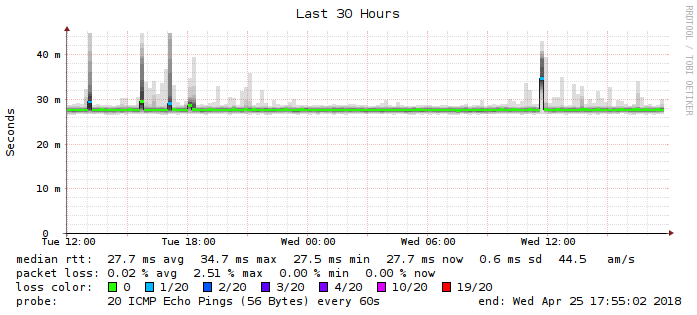 Last 30 Hours
RRDTOOL / TOBI OETIKER
Seconds
40 m
30 m
20 m
10 m
0
Tue 12:00 Tue 18:00 Wed 00:00 Wed 06:00 Wed 12:00
median rtt: 27.7 ms avg 34.7 ms max 27.5 ms min 27.7 ms now 0.6 ms sd 44.5 am/s
packet loss: 0.02 % avg 2.51 % max 0.00 % min 0.00 % now
loss color: 0 1/20 2/20 3/20 4/20 10/20 19/20
probe: 20 ICMP Echo Pings (56 Bytes) every 60s end: Wed Apr 25 17:55:02 2018